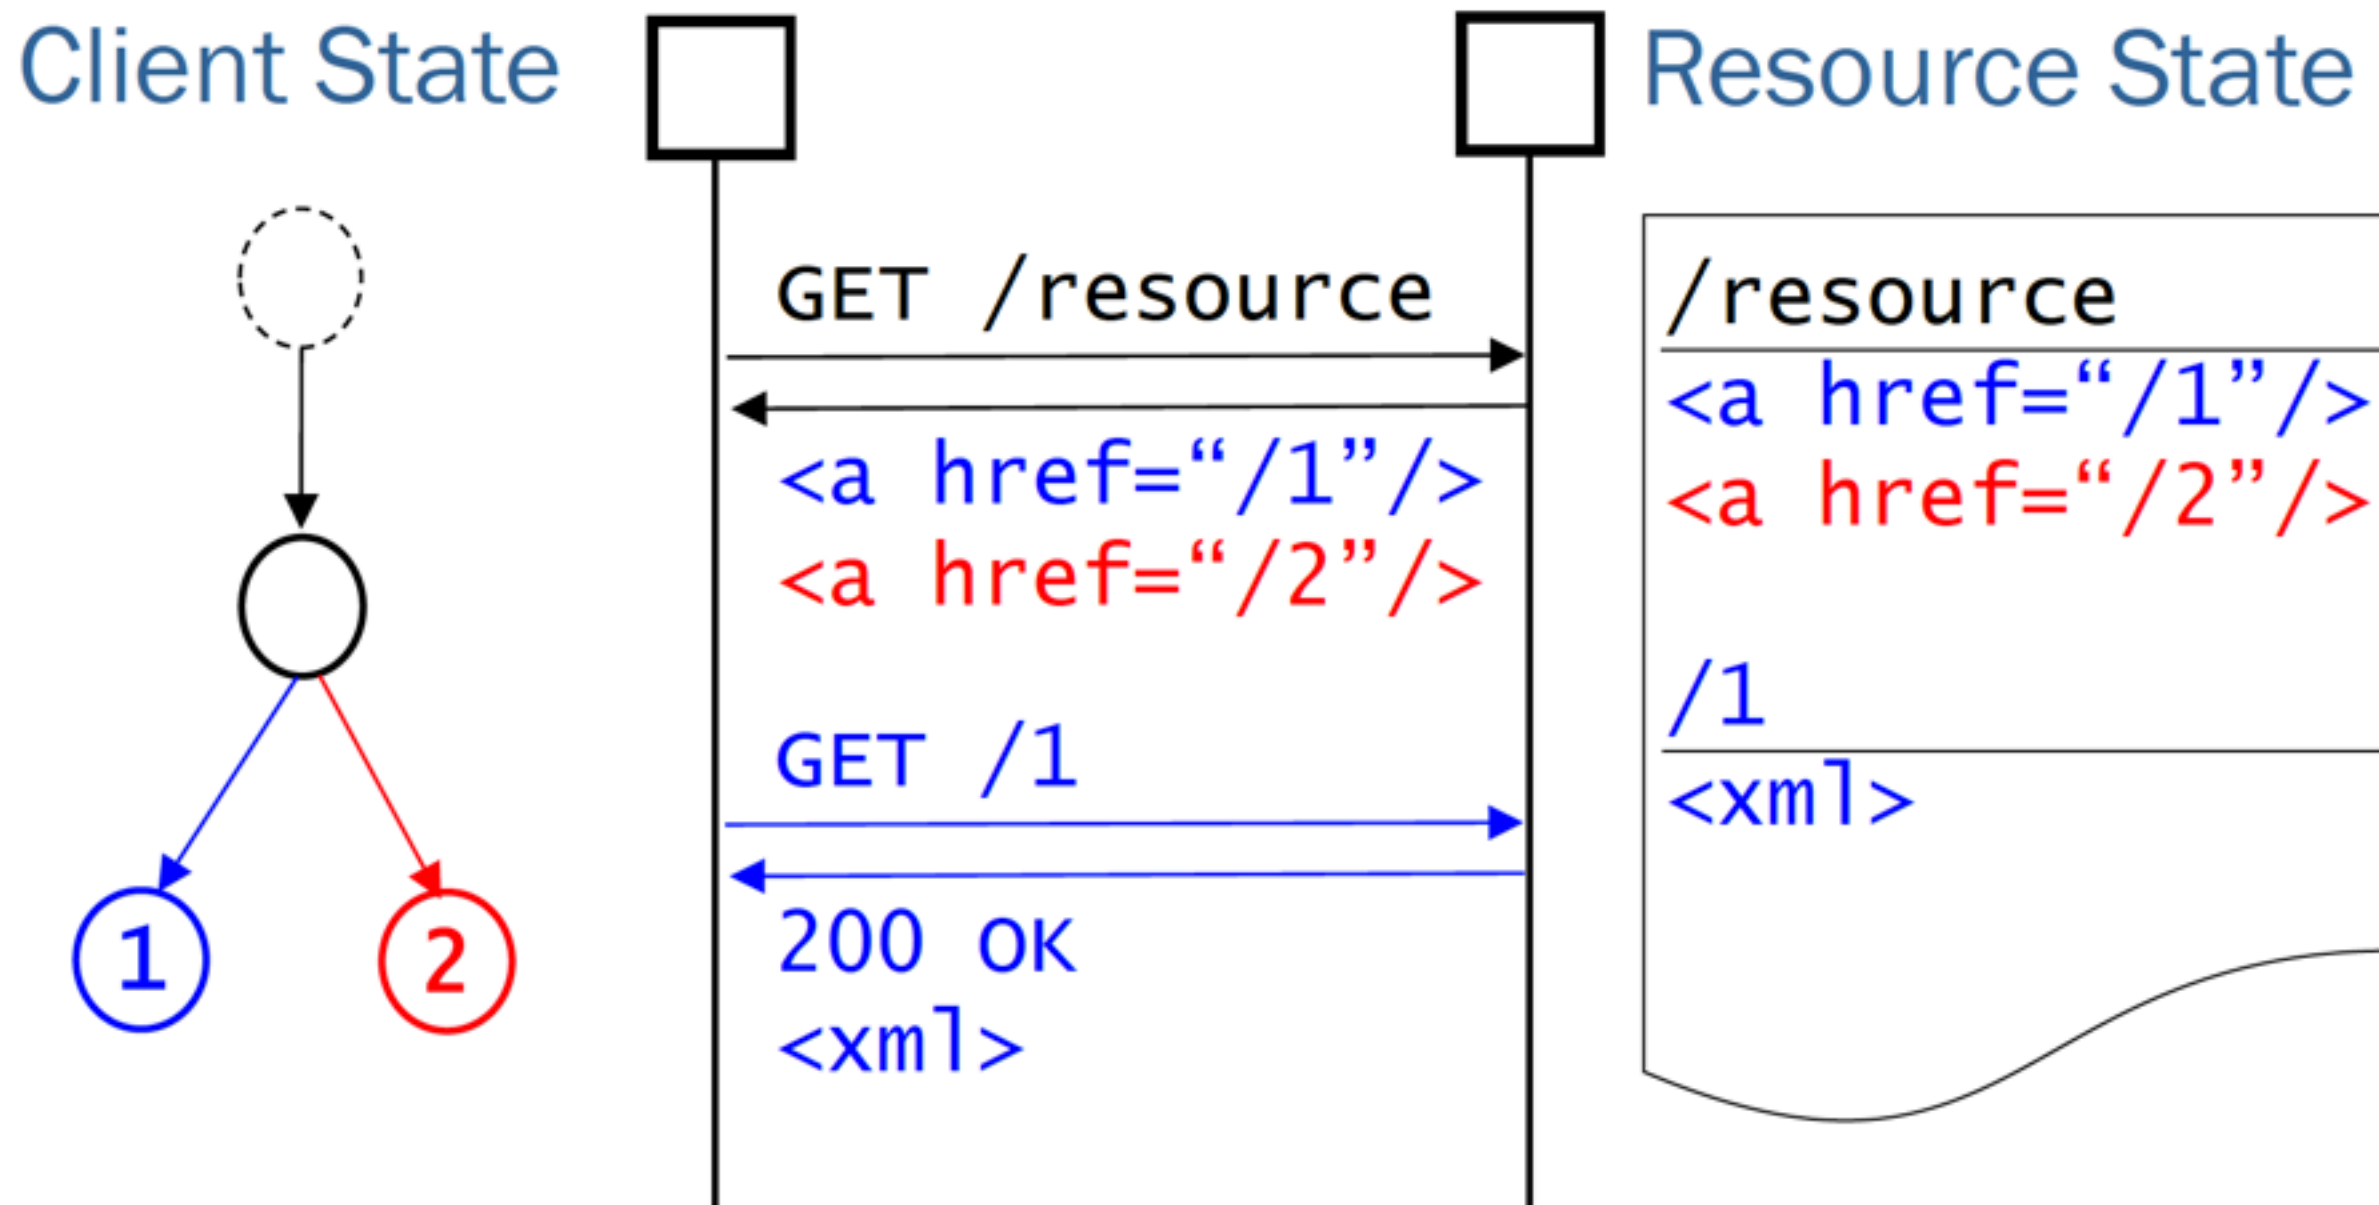 Client State
Resource State
GET /resource
<a href=“/1”/>
<a href=“/2”/>
GET /1
200 OK
<xml>
1
2
/resource
<a href=“/1”/>
<a href=“/2”/>
/1
<xml>